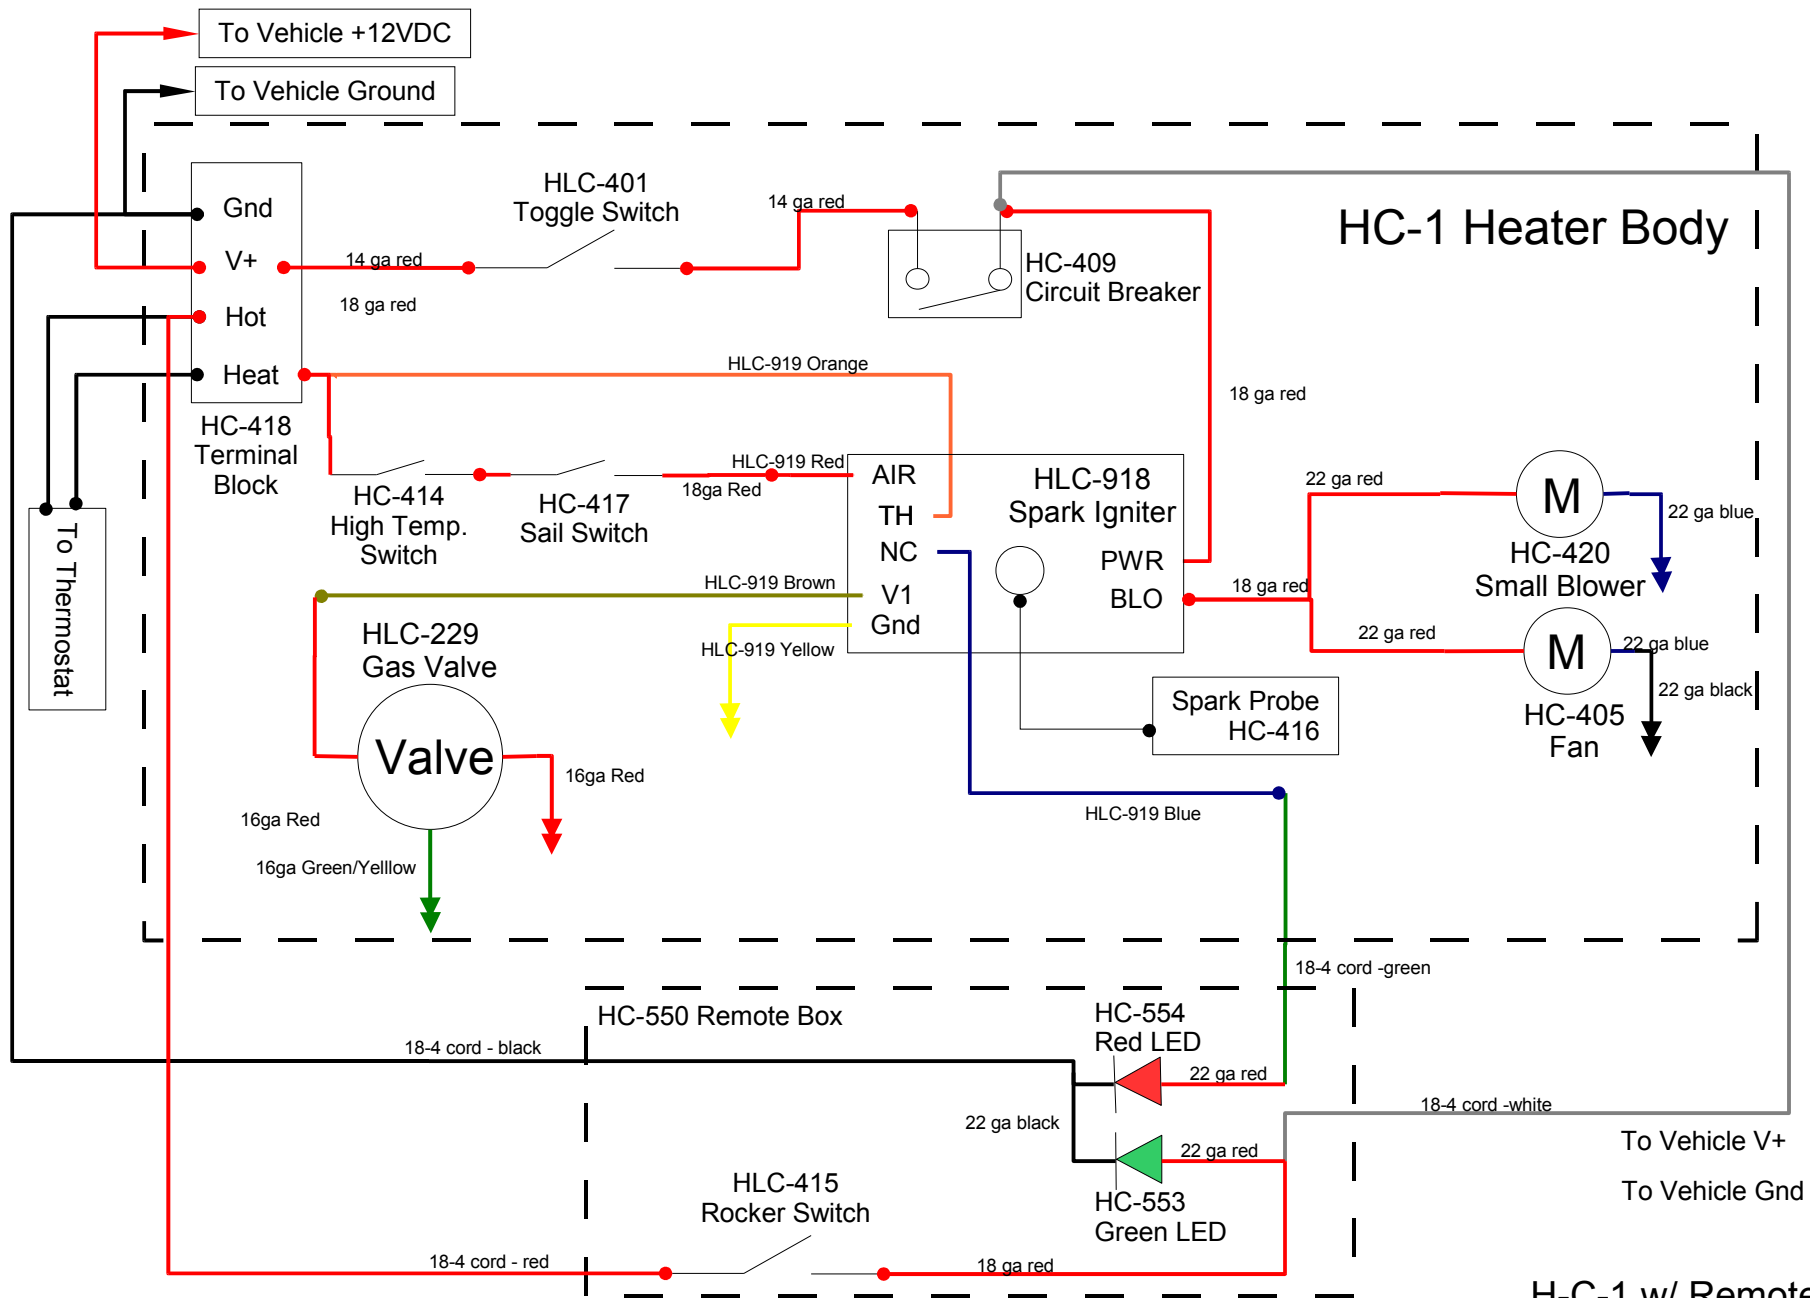 To Vehicle +12VDC
To Vehicle Ground
HC-1 Heater Body
Gnd
V+
Hot
Heat
HC-418
Terminal
Block
HLC-401
Toggle Switch
14 ga red
14 ga red
18 ga red
HC-409
Circuit Breaker
HLC-919 Orange
18 ga red
To Thermostat
HC-414
High Temp.
Switch
HC-417
Sail Switch
HLC-919 Red
18ga Red
AIR
TH
NC
V1
Gnd
HLC-918
Spark Igniter
PWR
BLO
22 ga red
M
22 ga blue
HC-420
Small Blower
18 ga red
22 ga red
M
22 ga blue
22 ga black
HC-405
Fan
HLC-919 Brown
HLC-919 Yellow
HLC-229
Gas Valve
Valve
16ga Red
16ga Red
16ga Green/Yelllow
Spark Probe
HC-416
HLC-919 Blue
18-4 cord -green
HC-550 Remote Box
HC-554
Red LED
18-4 cord - black
22 ga red
22 ga black
22 ga red
18-4 cord -white
HC-553
Green LED
HLC-415
Rocker Switch
18-4 cord - red
18 ga red
To Vehicle V+
To Vehicle Gnd
H-C-1 w/ Remote